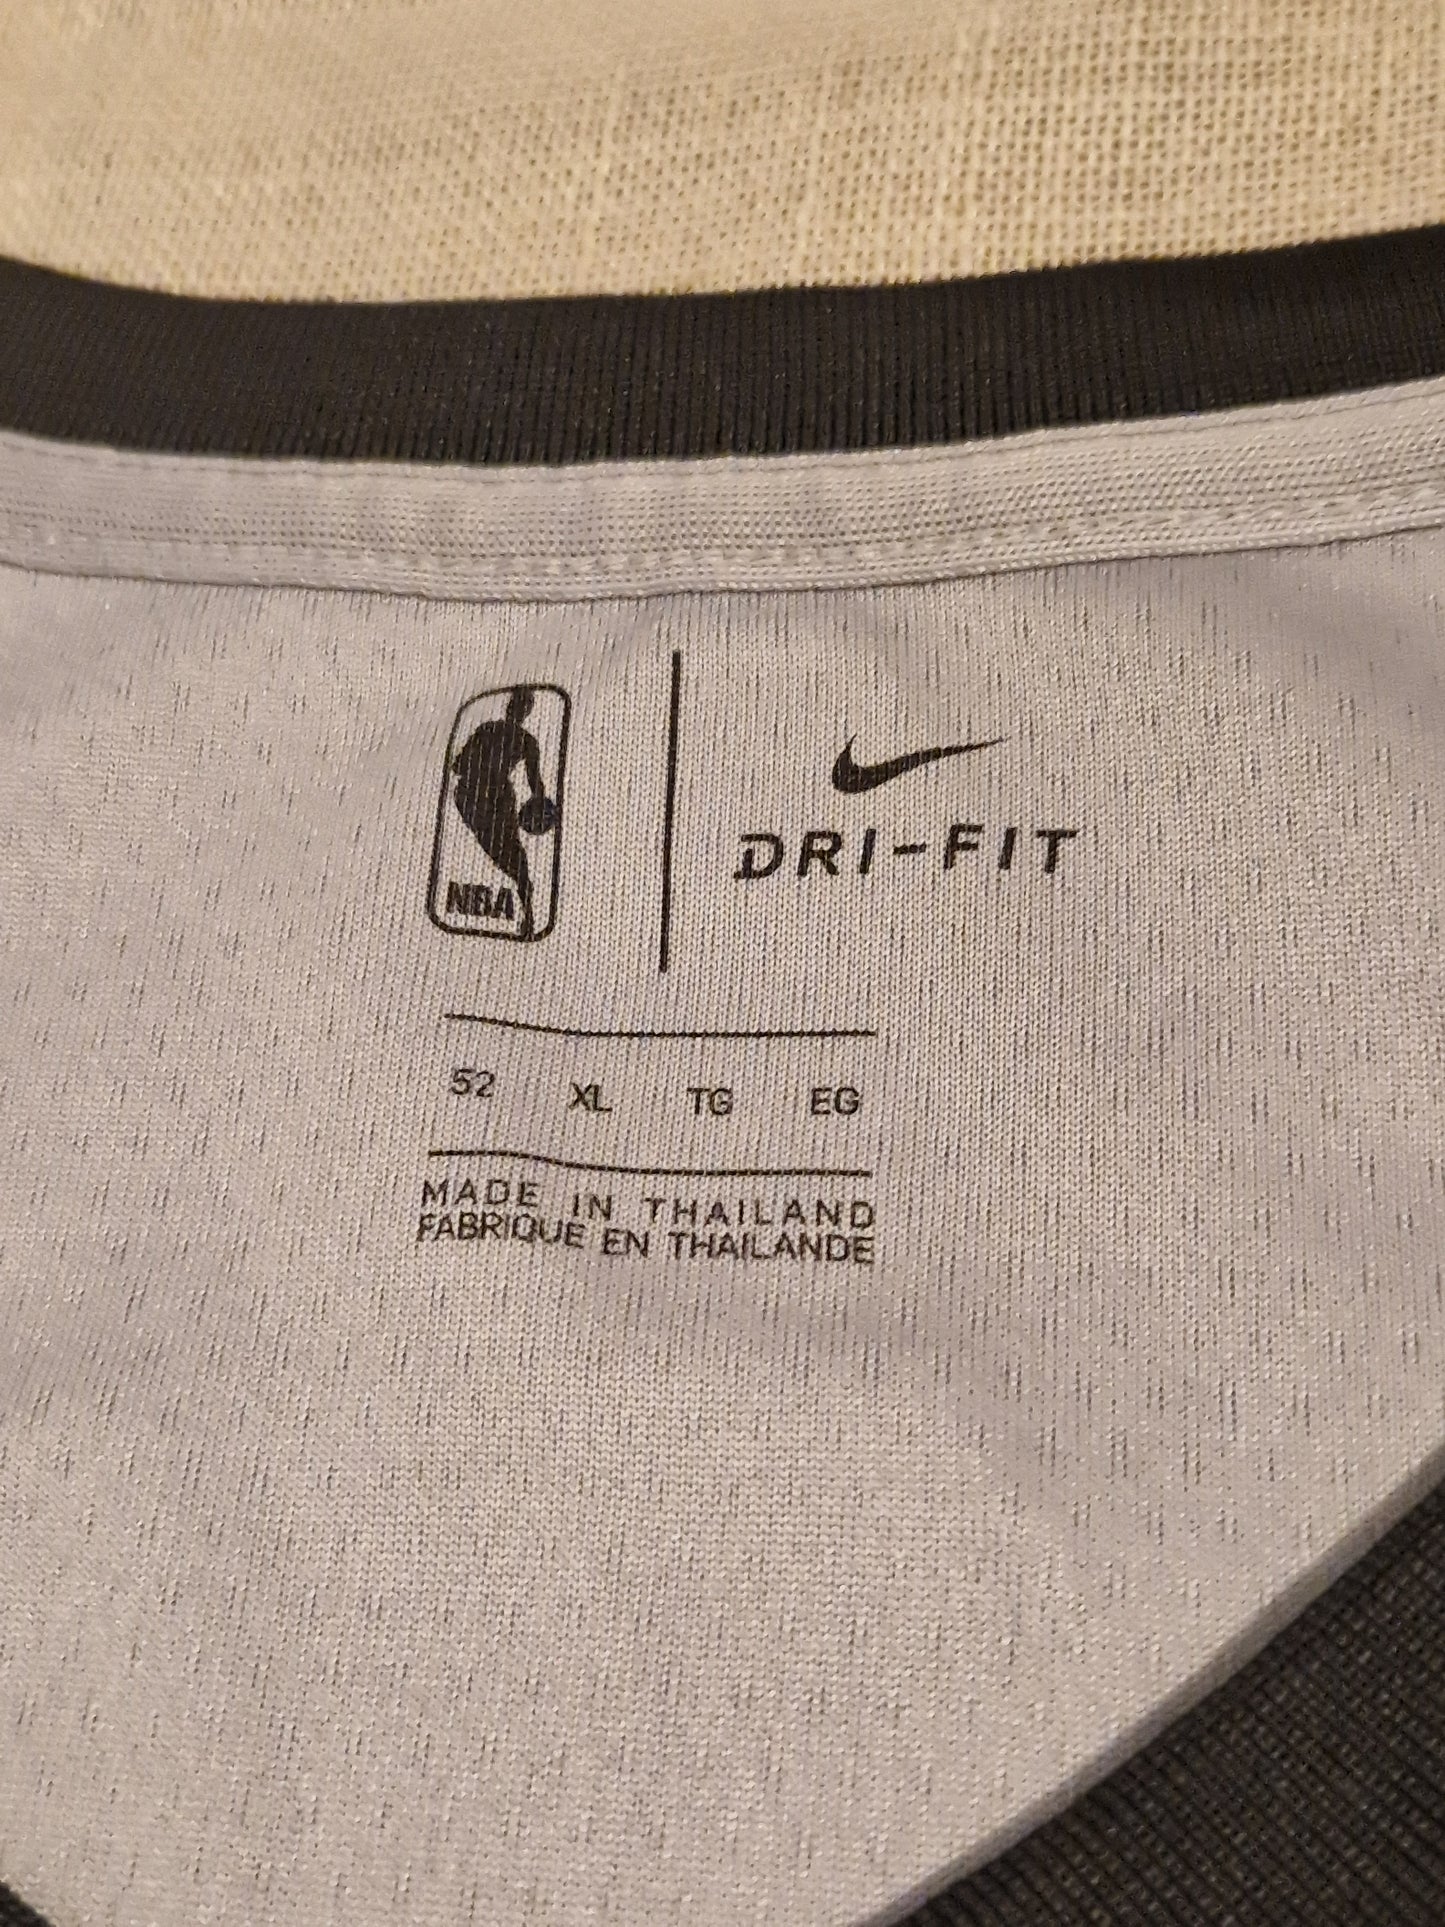 NBA
DRI-FIT
52 XL TG EG
MADE IN THAILAND
FABRIQUE EN THAILANDE